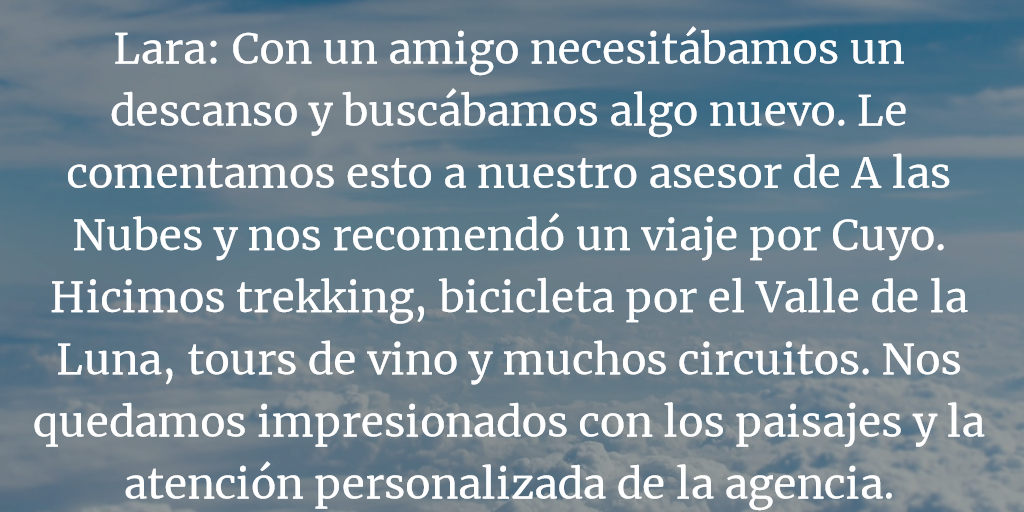 Lara: Con un amigo necesitábamos un
descanso y buscábamos algo nuevo. Le
comentamos esto a nuestro asesor de A las
Nubes y nos recomendó un viaje por Cuyo.
Hicimos trekking, bicicleta por el Valle de la
Luna, tours de vino y muchos circuitos. Nos
quedamos impresionados con los paisajes y la
atención personalizada de la agencia.